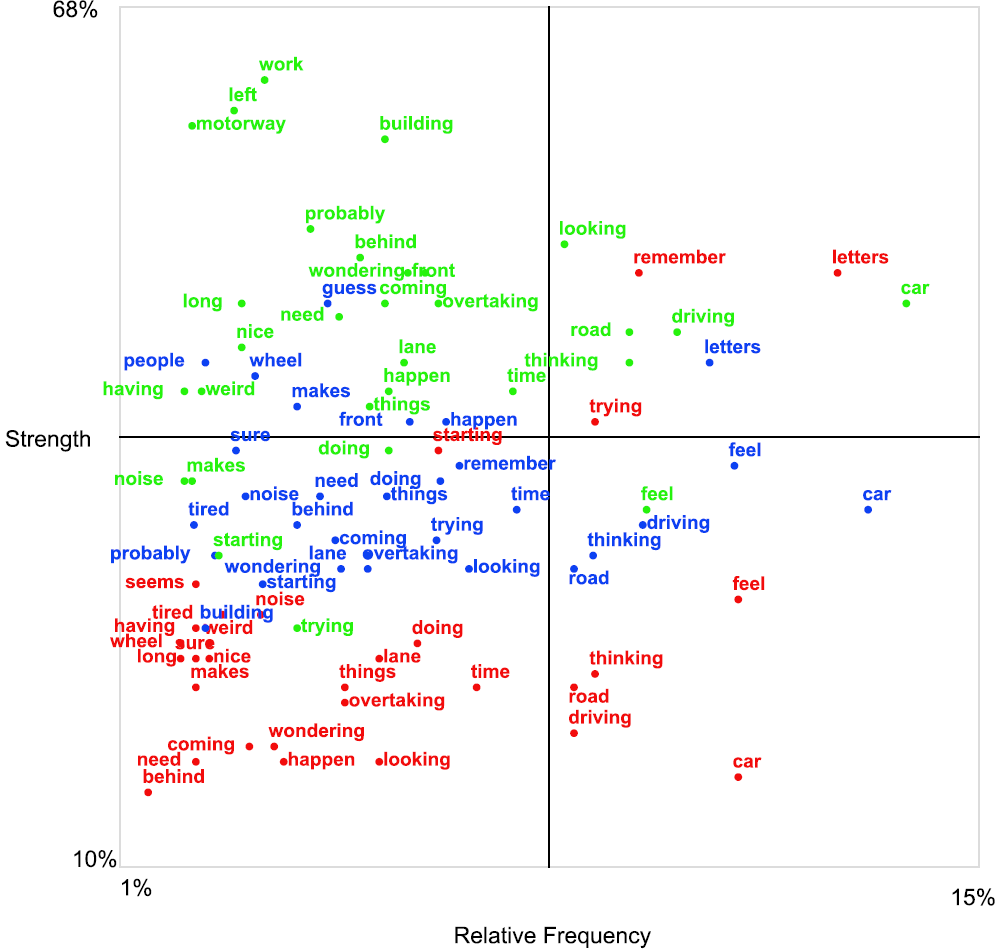 68%
work
left
motorway
building
probably
looking
behind
remember
letters
wondering
front
guess
coming
car
long
overtaking
need
driving
road
nice
lane
letters
people
wheel
thinking
happen
time
having
weird
makes
things
trying
front
happen
Strength
sure
starting
doing
feel
remember
makes
noise
need
doing
noise
things
time
feel
car
tired
behind
trying
driving
starting
coming
thinking
probably
lane
overtaking
wondering
looking
road
seems
starting
feel
noise
tired
building
having
weird
trying
doing
wheel
sure
long
nice
lane
thinking
makes
things
time
overtaking
road
driving
wondering
coming
need
happen
looking
car
behind
10%
1%
15%
Relative Frequency